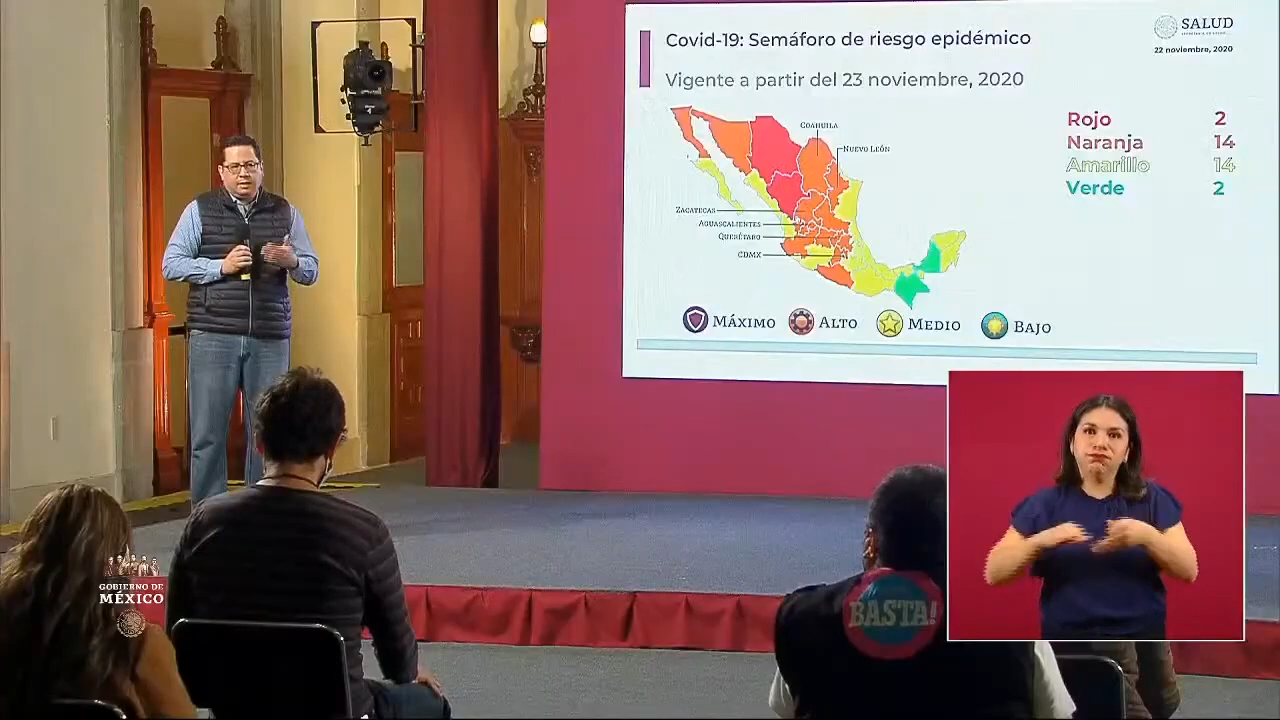 Covid-19: Semáforo de riesgo epidémico
SALUD
22 noviembre, 2020
Vigente a partir del 23 noviembre, 2020
Rojo 2
Naranja 14
Amarillo 14
Verde 2
COAHUILA
NUEVO LEÓN
ZACATECAS
AGUASCALIENTES
QUERÉTARO
CDMX
MÁXIMO
ALTO
MEDIO
BAJO
GOBIERNO DE
MÉXICO
BASTA!